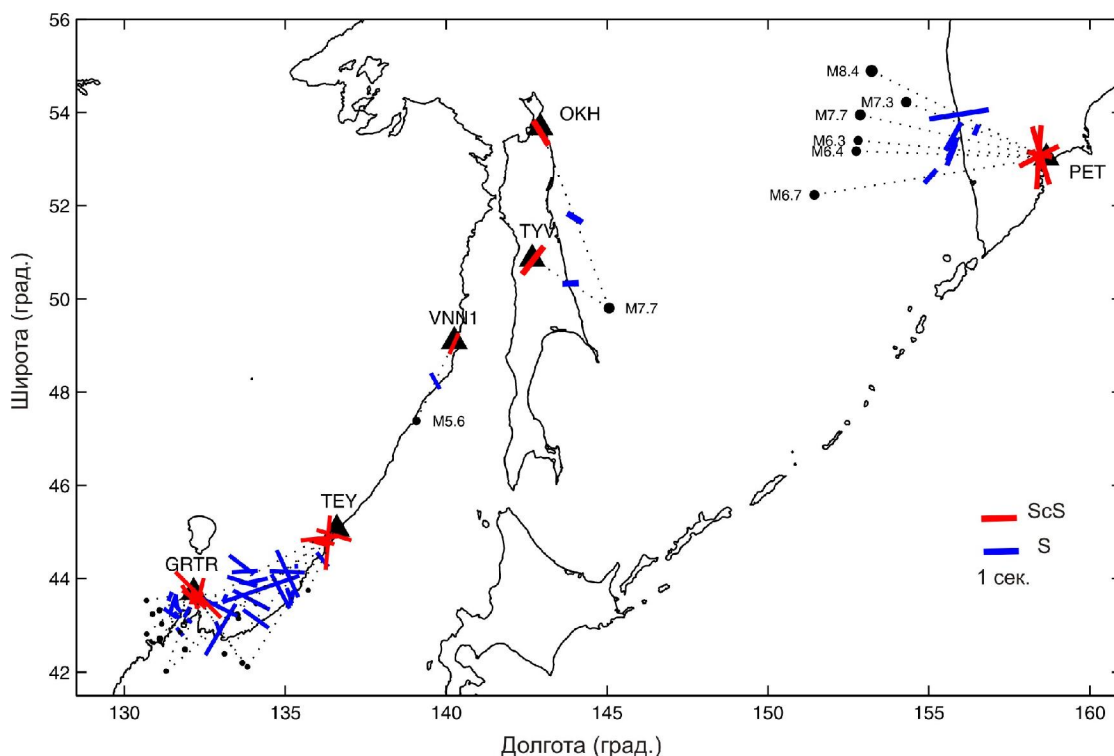 56
54
52
50
48
46
44
42
Широта (град.)
M8.4
M7.3
M7.7
M6.3
M6.4
M6.7
PET
OKH
TYV
M7.7
VNN1
M5.6
TEY
GRTR
ScS
S
1 сек.
130 135 140 145 150 155 160
Долгота (град.)